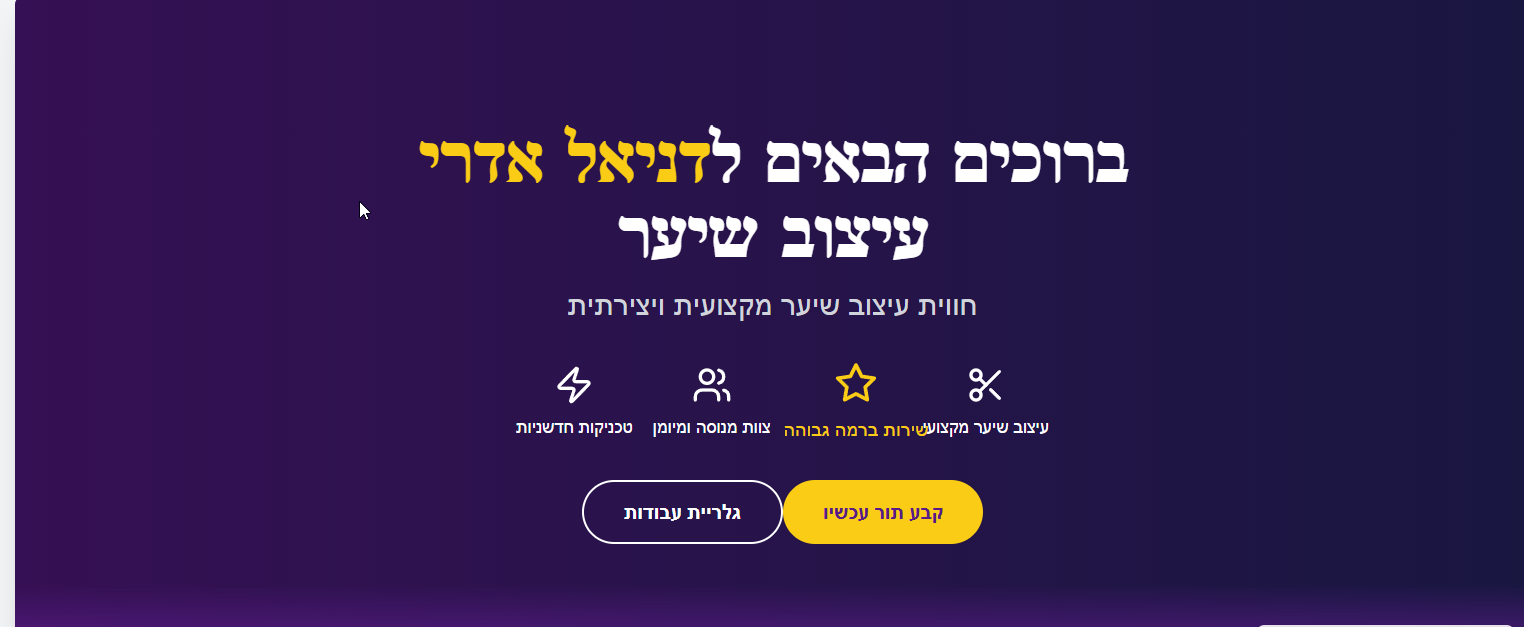 ברוכים הבאים לדניאל אדרי
עיצוב שיער
חווית עיצוב שיער מקצועית ויצירתית
עיצוב שיער מקצועי
שירות ברמה גבוהה
צוות מנוסה ומיומן
טכניקות חדשניות
קבע תור עכשיו
גלריית עבודות